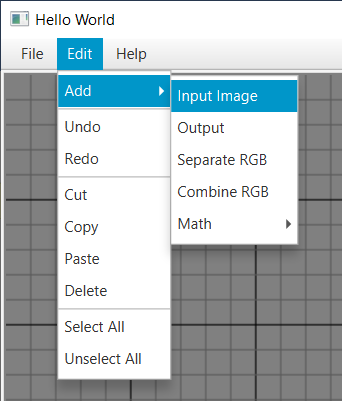 Hello World
File Edit Help
Add
Undo
Redo
Cut
Copy
Paste
Delete
Select All
Unselect All
Input Image
Output
Separate RGB
Combine RGB
Math